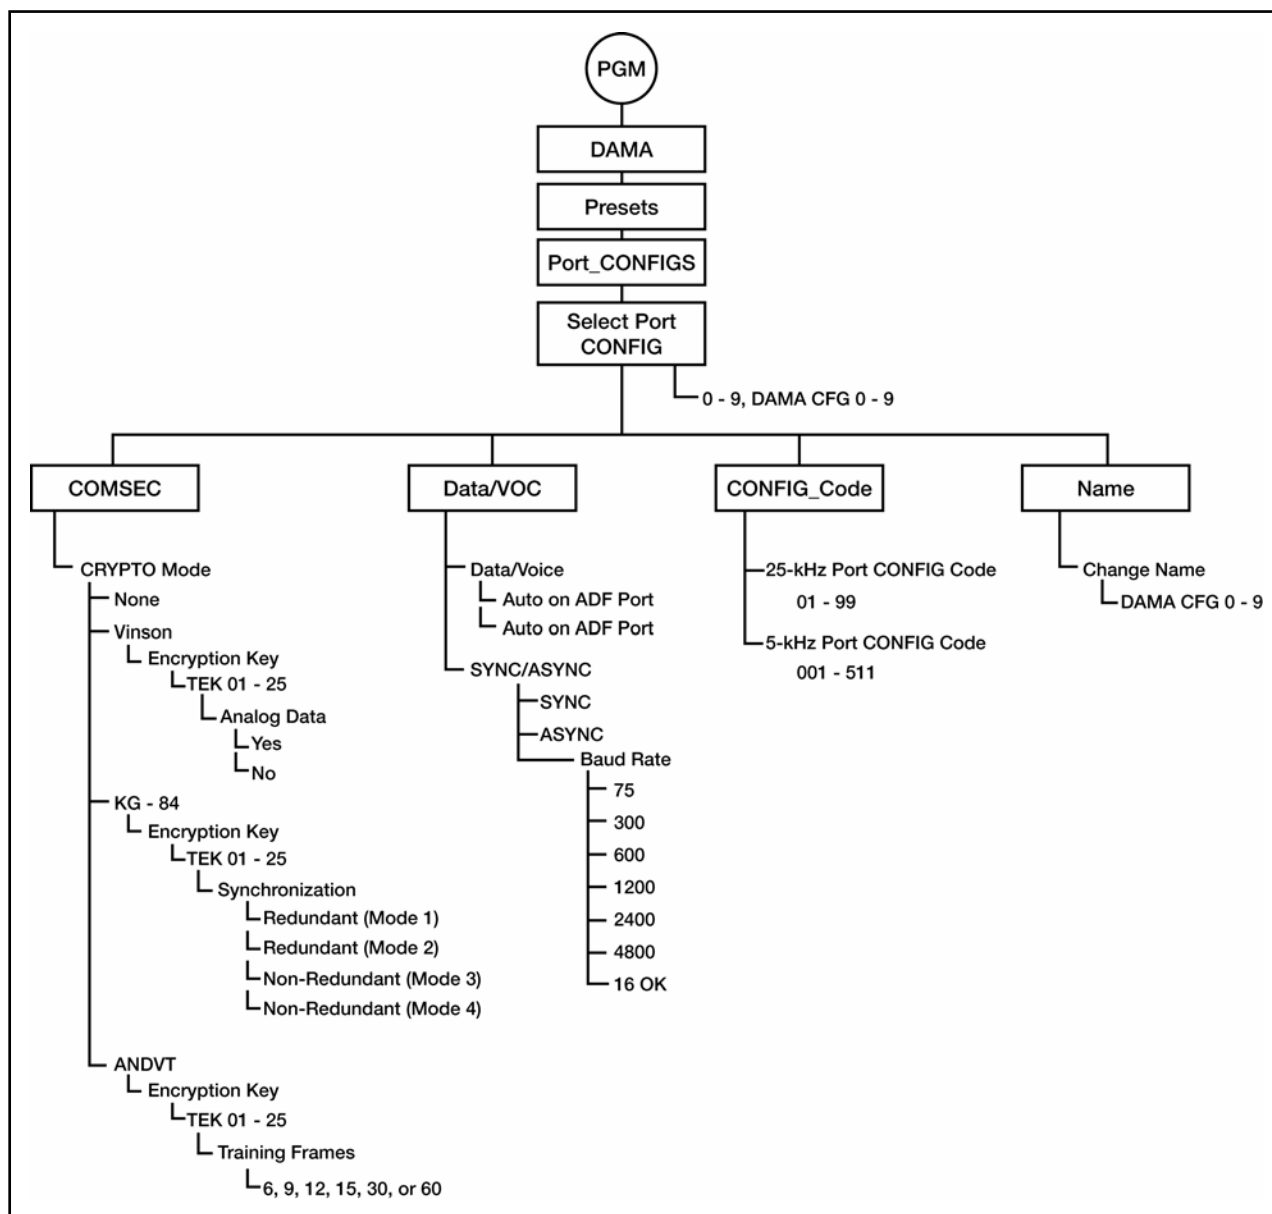 PGM
DAMA
Presets
Port_CONFIGS
Select Port
CONFIG
0 - 9, DAMA CFG 0 - 9
COMSEC
CRYPTO Mode
None
Vinson
Encryption Key
TEK 01 - 25
Analog Data
Yes
No
KG - 84
Encryption Key
TEK 01 - 25
Synchronization
Redundant (Mode 1)
Redundant (Mode 2)
Non-Redundant (Mode 3)
Non-Redundant (Mode 4)
ANDVT
Encryption Key
TEK 01 - 25
Training Frames
6, 9, 12, 15, 30, or 60
Data/VOC
Data/Voice
Auto on ADF Port
Auto on ADF Port
SYNC/ASYNC
SYNC
ASYNC
Baud Rate
75
300
600
1200
2400
4800
16 OK
CONFIG_Code
25-kHz Port CONFIG Code
01 - 99
5-kHz Port CONFIG Code
001 - 511
Name
Change Name
DAMA CFG 0 - 9